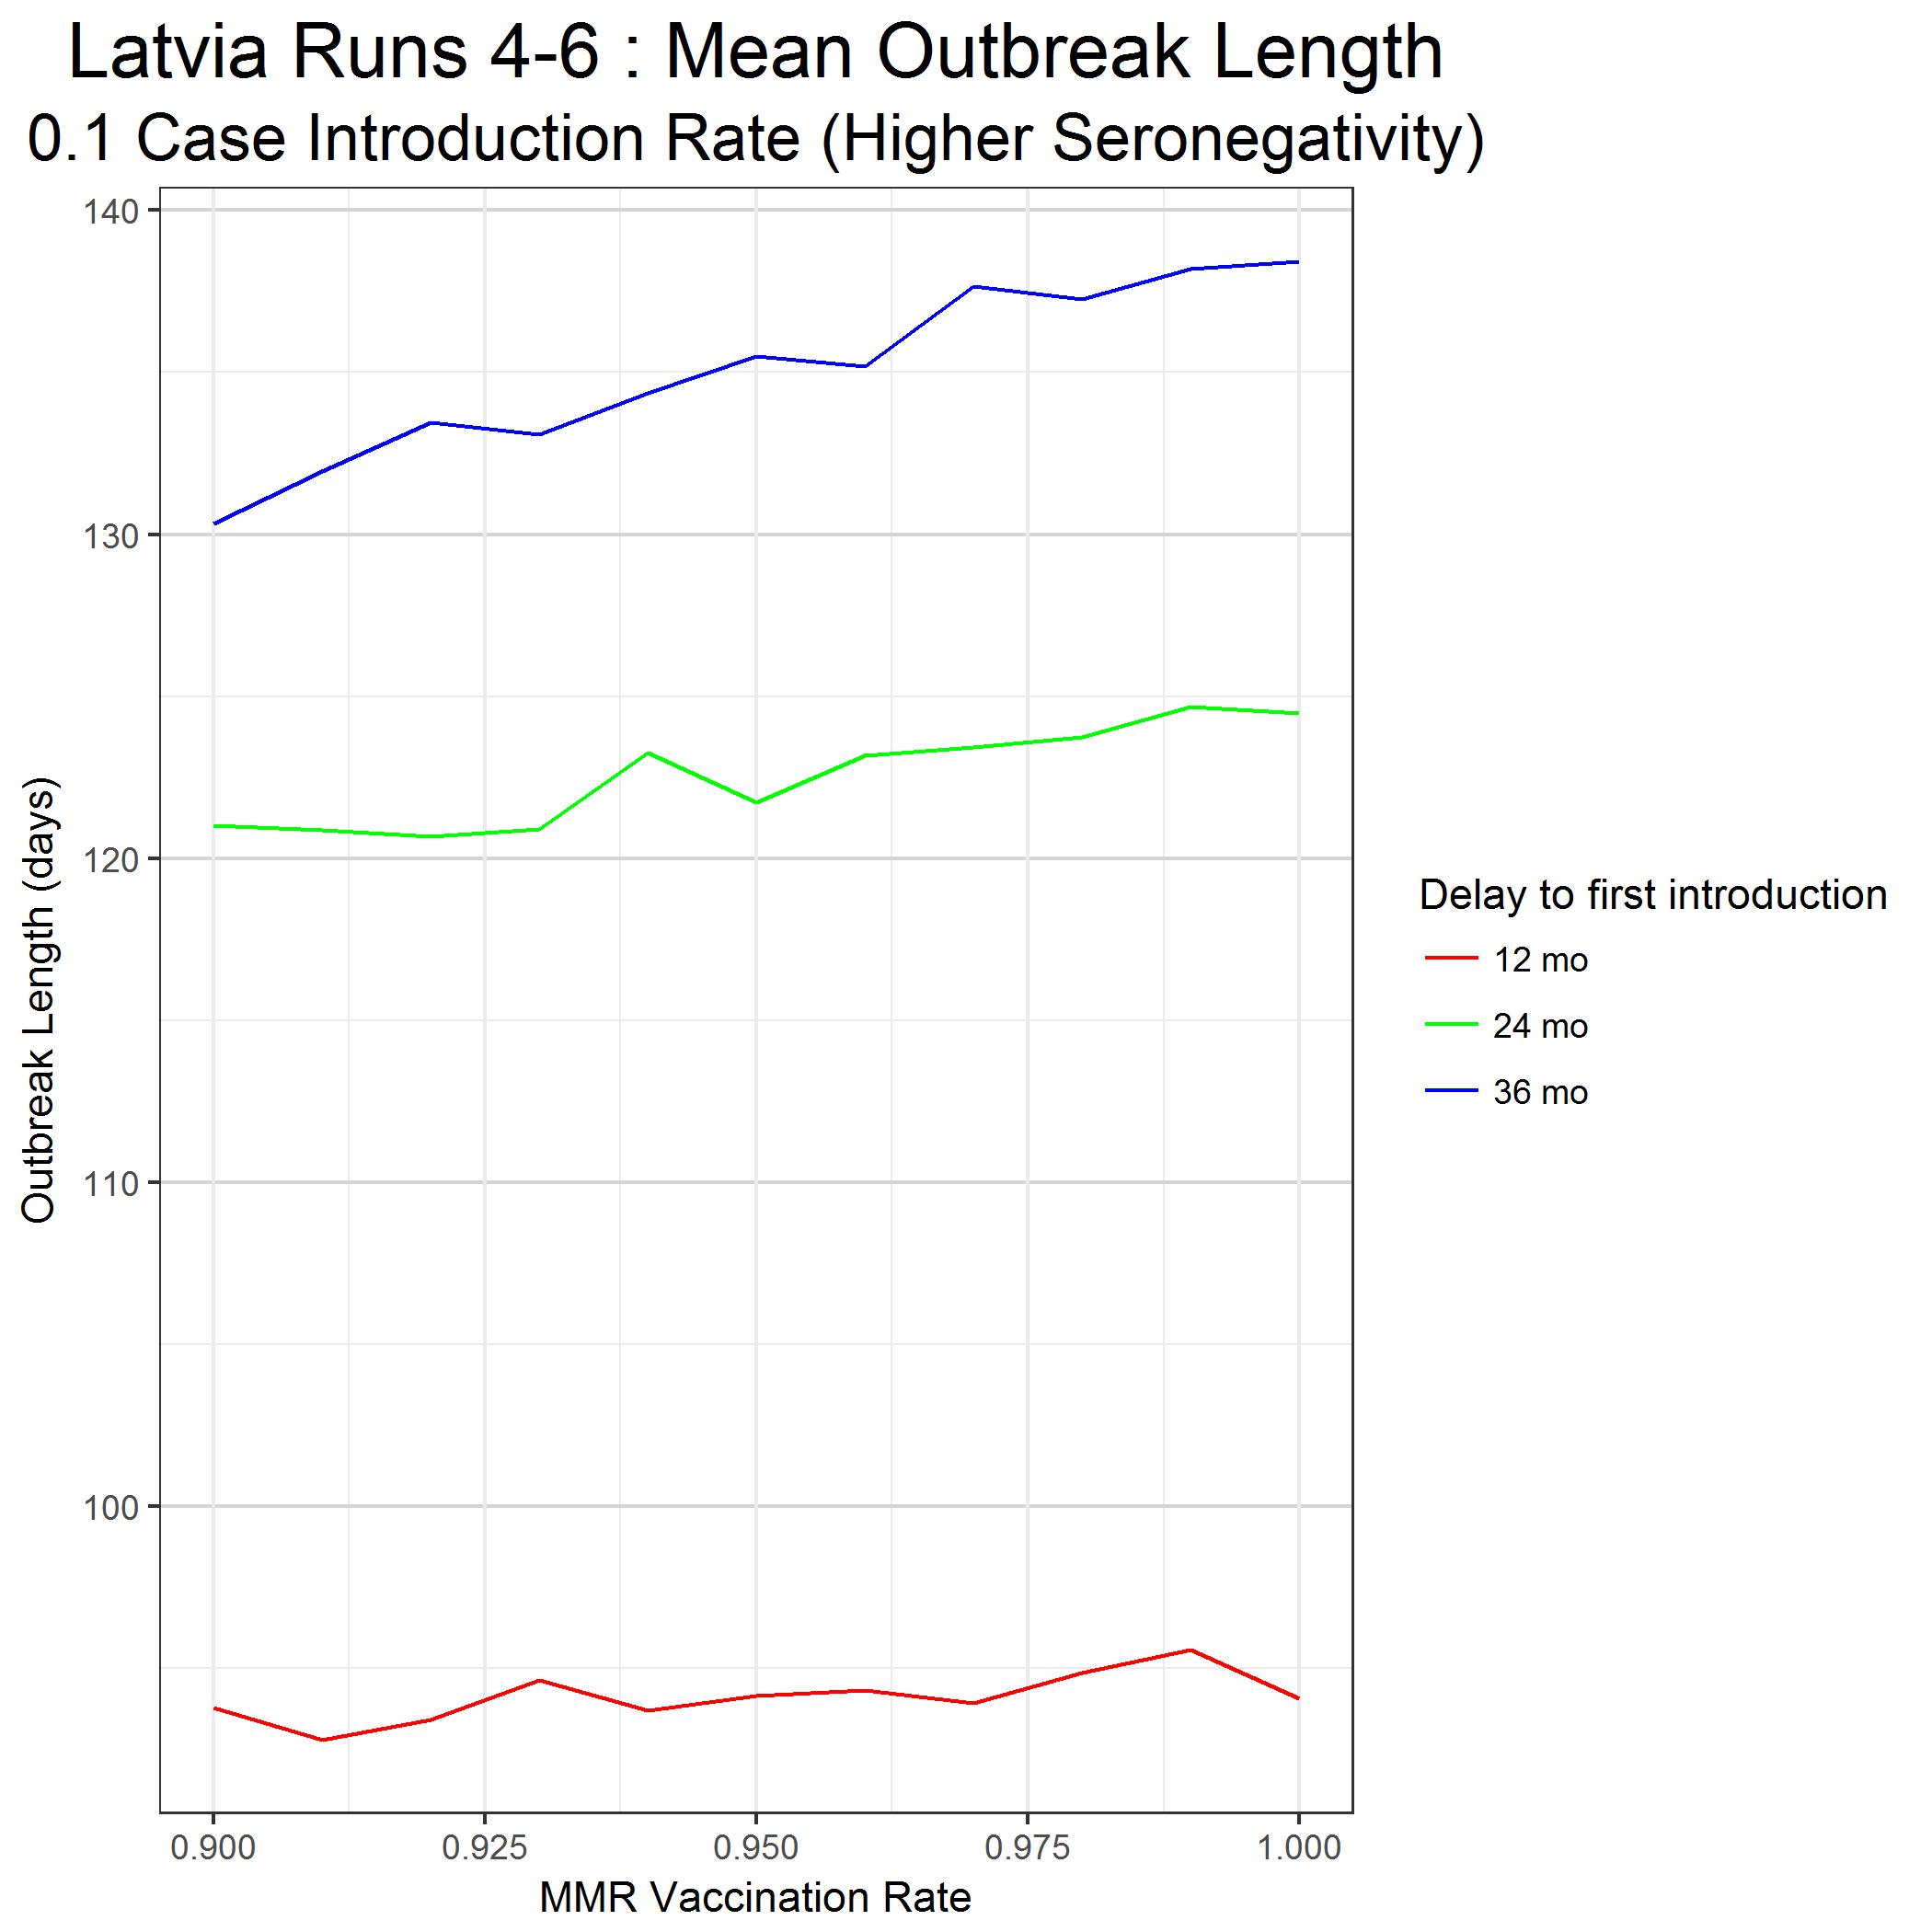 Latvia Runs 4-6 : Mean Outbreak Length
0.1 Case Introduction Rate (Higher Seronegativity)
140
130
120
110
100
Outbreak Length (days)
0.900
0.925
0.950
0.975
1.000
MMR Vaccination Rate
Delay to first introduction
12 mo
24 mo
36 mo